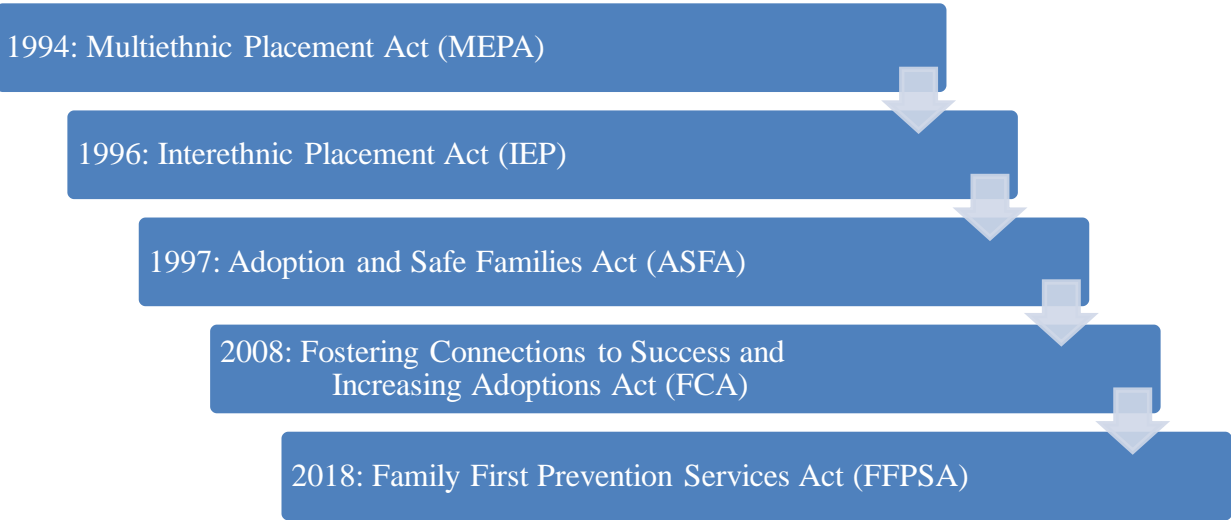 1994: Multiethnic Placement Act (MEPA)
1996: Interethnic Placement Act (IEP)
1997: Adoption and Safe Families Act (ASFA)
2008: Fostering Connections to Success and
Increasing Adoptions Act (FCA)
2018: Family First Prevention Services Act (FFPSA)